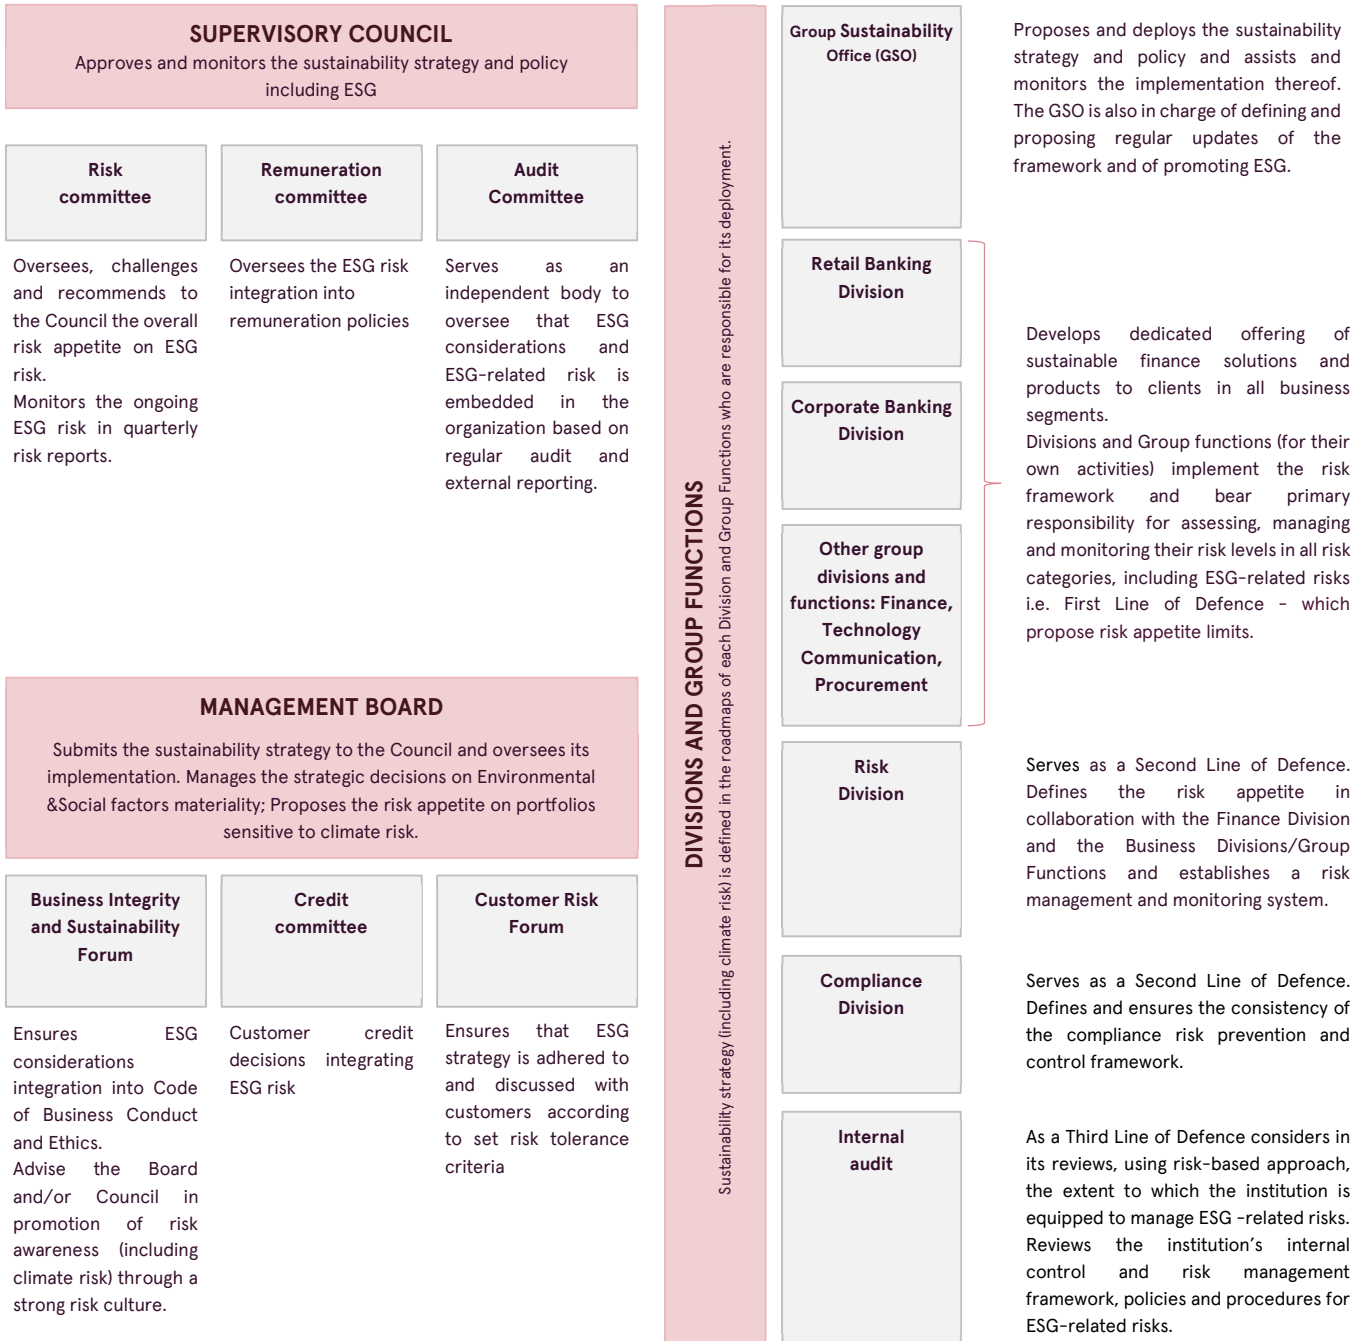 SUPERVISORY COUNCIL
Approves and monitors the sustainability strategy and policy
including ESG
Risk
committee
Oversees, challenges
and recommends to
the Council the overall
risk appetite on ESG
risk.
Monitors the ongoing
ESG risk in quarterly
risk reports.
Remuneration
committee
Oversees the ESG risk
integration into
remuneration policies
Audit
Committee
Serves as an
independent body to
oversee that ESG
considerations and
ESG-related risk is
embedded in the
organization based on
regular audit and
external reporting.
MANAGEMENT BOARD
Submits the sustainability strategy to the Council and oversees its
implementation. Manages the strategic decisions on Environmental
&Social factors materiality; Proposes the risk appetite on portfolios
sensitive to climate risk.
Business Integrity
and Sustainability
Forum
Ensures ESG
considerations
integration into Code
of Business Conduct
and Ethics.
Advise the Board
and/or Council in
promotion of risk
awareness (including
climate risk) through a
strong risk culture.
Credit
committee
Customer credit
decisions integrating
ESG risk
Customer Risk
Forum
Ensures that ESG
strategy is adhered to
and discussed with
customers according
to set risk tolerance
criteria
DIVISIONS AND GROUP FUNCTIONS
Sustainability strategy (including climate risk) is defined in the roadmaps of each Division and Group Functions who are responsible for its deployment.
Group Sustainability
Office (GSO)
Proposes and deploys the sustainability
strategy and policy and assists and
monitors the implementation thereof.
The GSO is also in charge of defining and
proposing regular updates of the
framework and of promoting ESG.
Retail Banking
Division
Corporate Banking
Division
Other group
divisions and
functions: Finance,
Technology
Communication,
Procurement
Develops dedicated offering of
sustainable finance solutions and
products to clients in all business
segments.
Divisions and Group functions (for their
own activities) implement the risk
framework and bear primary
responsibility for assessing, managing
and monitoring their risk levels in all risk
categories, including ESG-related risks
i.e. First Line of Defence - which
propose risk appetite limits.
Risk
Division
Serves as a Second Line of Defence.
Defines the risk appetite in
collaboration with the Finance Division
and the Business Divisions/Group
Functions and establishes a risk
management and monitoring system.
Compliance
Division
Serves as a Second Line of Defence.
Defines and ensures the consistency of
the compliance risk prevention and
control framework.
Internal
audit
As a Third Line of Defence considers in
its reviews, using risk-based approach,
the extent to which the institution is
equipped to manage ESG -related risks.
Reviews the institution's internal
control and risk management
framework, policies and procedures for
ESG-related risks.